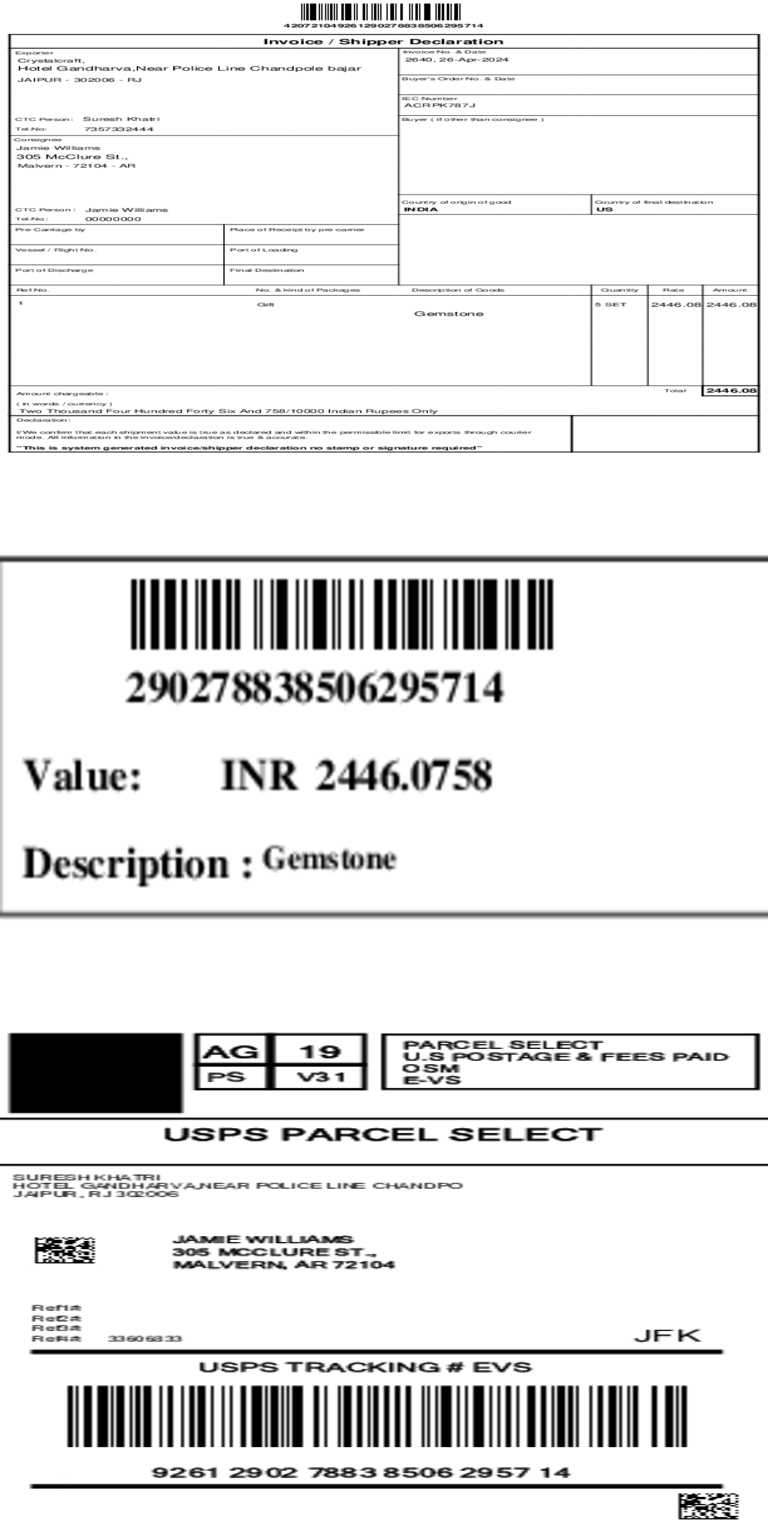 420721049261290278838506295714
Invoice / Shipper Declaration
Exporter
Crystalcraft,
Hotel Gandharva,Near Police Line Chandpole bajar
JAIPUR - 302006 - RJ
CTC Person : Suresh Khatri
Tel.No: 7357332444
Invoice No. & Date
2640, 26-Apr-2024
Buyer's Order No. & Date
IEC Number
ACRPK787J
Buyer ( if other than consignee )
Consignee
Jamie Williams
305 McClure St.,
Malvern - 72104 - AR
CTC Person : Jamie Williams
Tel.No: 00000000
Country of origin of good
INDIA
Country of final destination
US
Pre-Carriage by Place of Receipt by pre-carrier
Vessel / Flight No. Port of Loading
Port of Discharge Final Destination
Ref No. No. & kind of Packages Description of Goods Quantity Rate Amount
1 Gift Gemstone 5 SET 2446.08 2446.08
Total 2446.08
Amount chargeable :
( in words / currency )
Two Thousand Four Hundred Forty Six And 758/10000 Indian Rupees Only
Declaration:
I/We confirm that each shipment value is true as declared and within the permissible limit for exports through courier
mode. All information in the invoice/declaration is true & accurate.
"This is system generated invoice/shipper declaration no stamp or signature required"
290278838506295714
Value: INR 2446.0758
Description : Gemstone
AG 19
PS V31
PARCEL SELECT
U.S POSTAGE & FEES PAID
OSM
E-VS
USPS PARCEL SELECT
SURESH KHATRI
HOTEL GANDHARVA,NEAR POLICE LINE CHANDPO
JAIPUR, RJ 302006
JAMIE WILLIAMS
305 MCCLURE ST.,
MALVERN, AR 72104
Ref1#:
Ref2#:
Ref3#:
Ref4#: 33606833
JFK
USPS TRACKING # EVS
9261 2902 7883 8506 2957 14